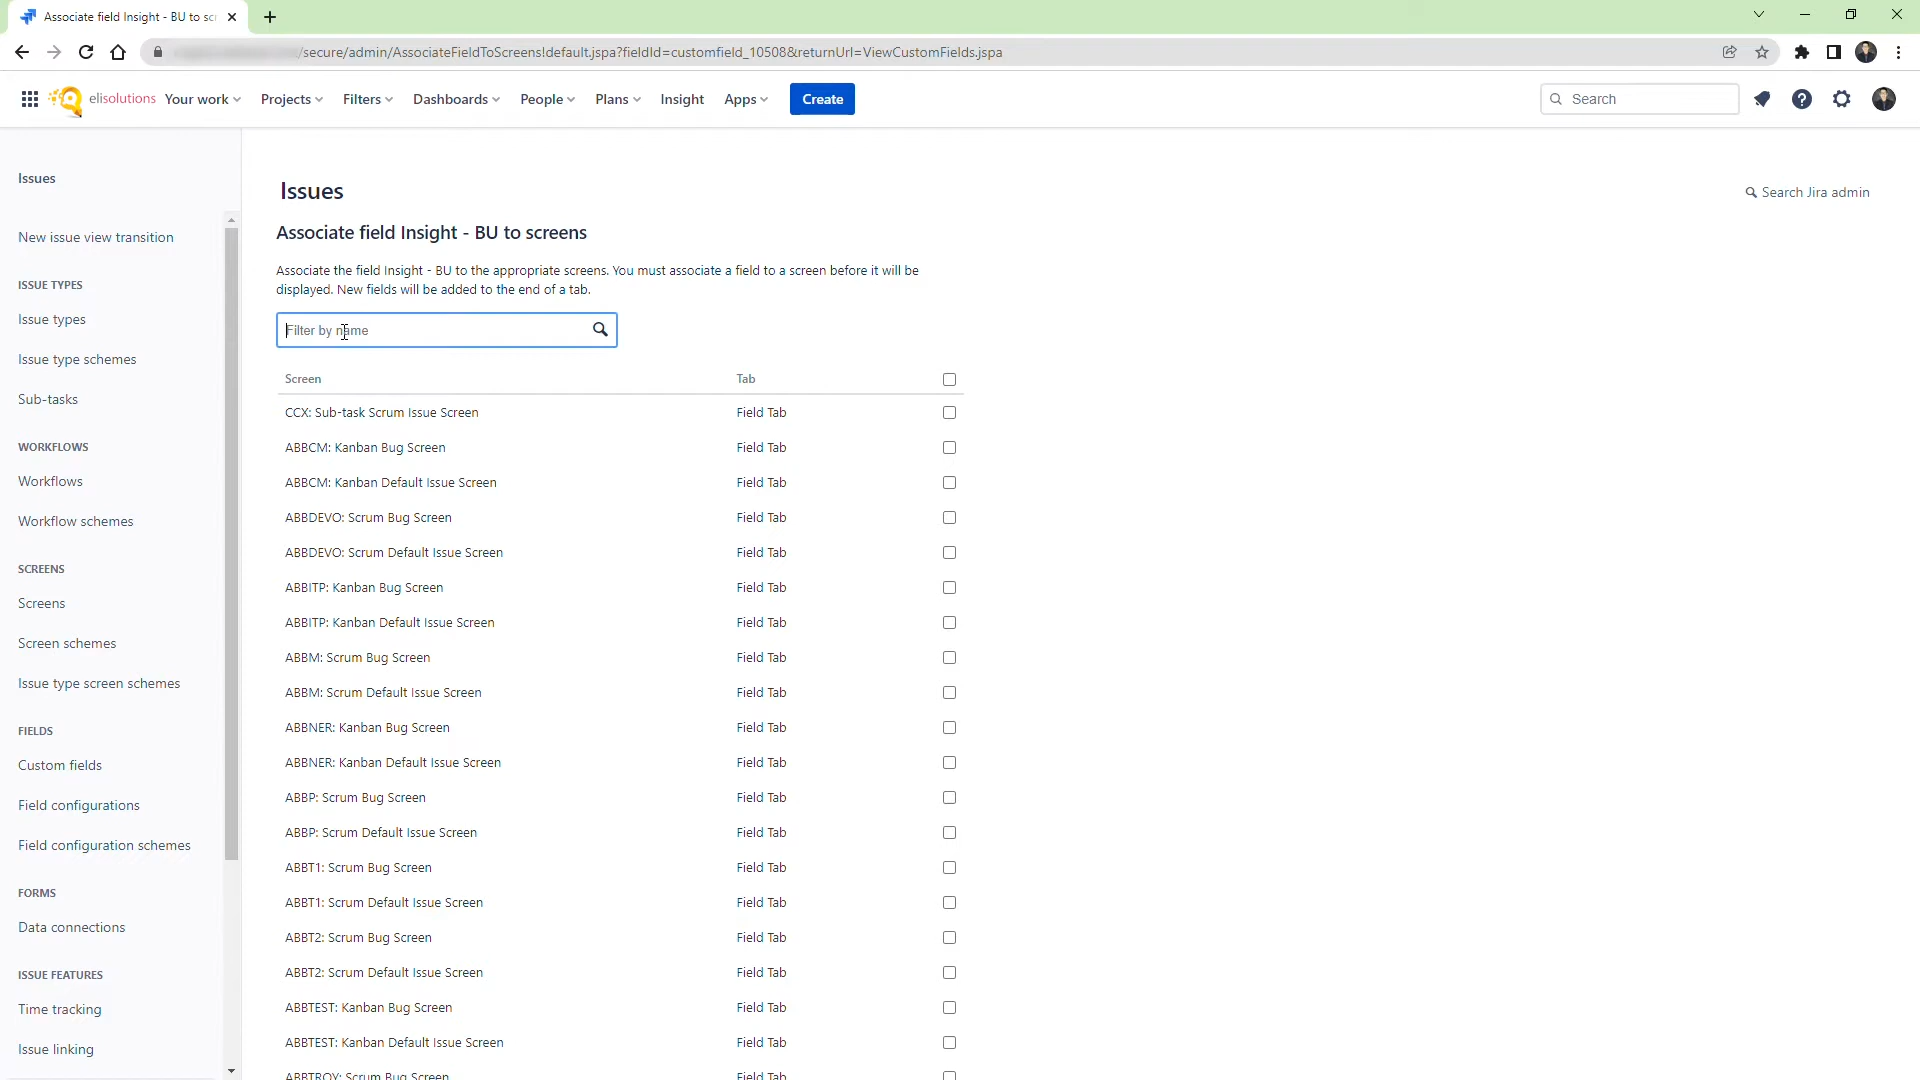 Associate field Insight - BU to scr
/secure/admin/AssociateFieldToScreens!default.jspa?fieldId=customfield_10508&returnUrl=ViewCustomFields.jspa
elisolutions Your work Projects Filters Dashboards People Plans Insight Apps Create Search
Issues
New issue view transition
ISSUE TYPES
Issue types
Issue type schemes
Sub-tasks
WORKFLOWS
Workflows
Workflow schemes
SCREENS
Screens
Screen schemes
Issue type screen schemes
FIELDS
Custom fields
Field configurations
Field configuration schemes
FORMS
Data connections
ISSUE FEATURES
Time tracking
Issue linking
Issues
Search Jira admin
Associate field Insight - BU to screens
Associate the field Insight - BU to the appropriate screens. You must associate a field to a screen before it will be
displayed. New fields will be added to the end of a tab.
Filter by name
Screen Tab
CCX: Sub-task Scrum Issue Screen Field Tab
ABBCM: Kanban Bug Screen Field Tab
ABBCM: Kanban Default Issue Screen Field Tab
ABBDEVO: Scrum Bug Screen Field Tab
ABBDEVO: Scrum Default Issue Screen Field Tab
ABBITP: Kanban Bug Screen Field Tab
ABBITP: Kanban Default Issue Screen Field Tab
ABBM: Scrum Bug Screen Field Tab
ABBM: Scrum Default Issue Screen Field Tab
ABBNER: Kanban Bug Screen Field Tab
ABBNER: Kanban Default Issue Screen Field Tab
ABBP: Scrum Bug Screen Field Tab
ABBP: Scrum Default Issue Screen Field Tab
ABBT1: Scrum Bug Screen Field Tab
ABBT1: Scrum Default Issue Screen Field Tab
ABBT2: Scrum Bug Screen Field Tab
ABBT2: Scrum Default Issue Screen Field Tab
ABBTEST: Kanban Bug Screen Field Tab
ABBTEST: Kanban Default Issue Screen Field Tab
ABBTROY: Scrum Bug Screen Field Tab